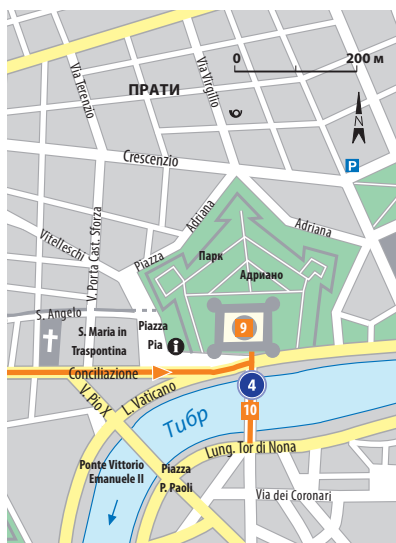 0 200 м
Via Terenzio
Via Virgilio
ПРАТИ
N
P
Crescenzio
Adriana
Adriana
Piazza
Vitelleschi
V. Porta Cast. Sforza
Парк
Адриано
S. Angelo
S. Maria in
Traspontina
Piazza
Pia
i
9
Conciliazione
4
10
V. Pio X.
L. Vaticano
Тибр
Lung. Tor di Nona
Ponte Vittorio
Emanuele II
Piazza
P. Paoli
Via dei Coronari